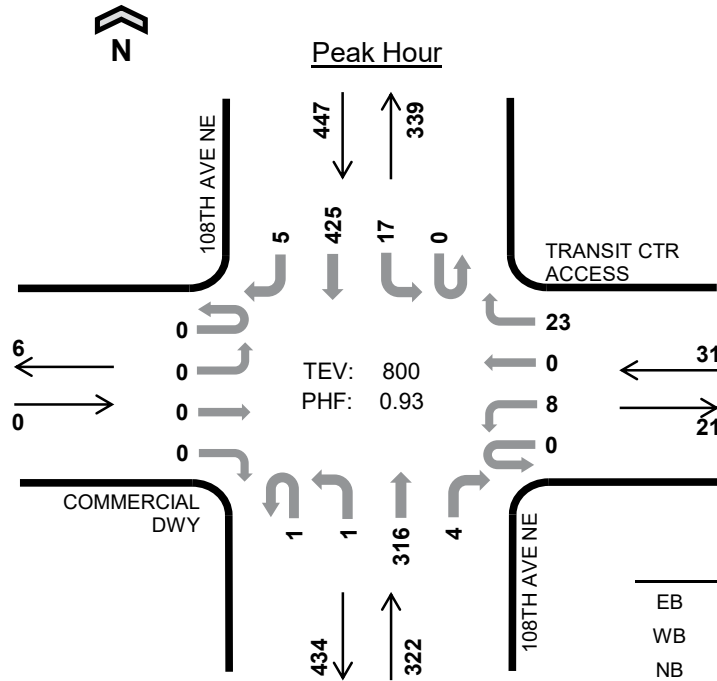 N
Peak Hour
447
339
108TH AVE NE
5
425
17
0
TRANSIT CTR
ACCESS
0
0
0
0
6
0
TEV: 800
PHF: 0.93
23
0
8
0
31
21
COMMERCIAL
DWY
1
1
316
4
108TH AVE NE
434
322
EB
WB
NB